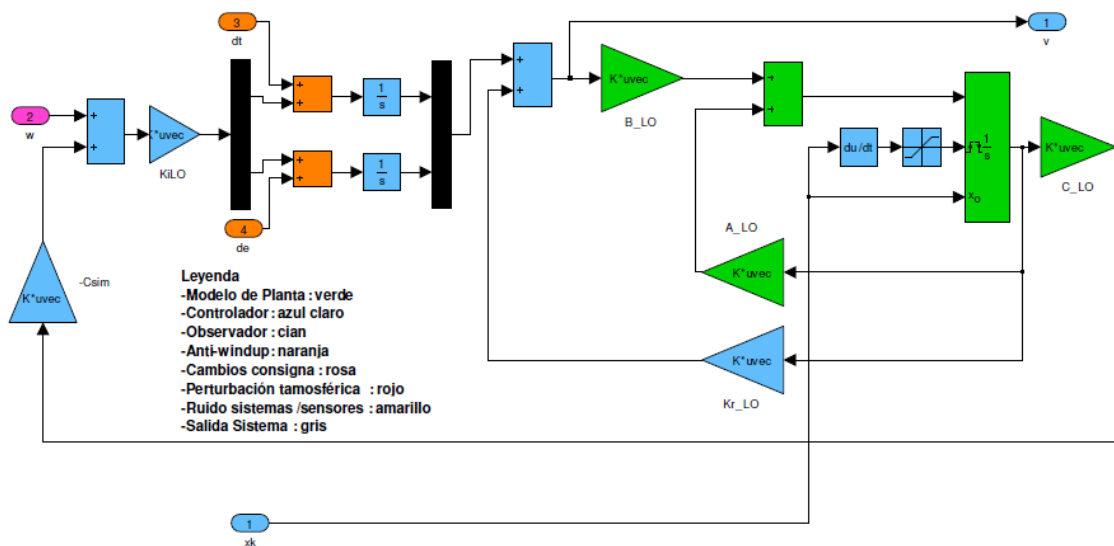 3
dt
1
v
2
w
+
+
K*uvec
KiLO
+
+
1
s
+
+
K*uvec
B_LO
+
+
du/dt
1
s
x
o
K*uvec
C_LO
+
+
1
s
4
de
A_LO
K*uvec
-Csim
K*uvec
Leyenda
-Modelo de Planta : verde
-Controlador : azul claro
-Observador : cian
-Anti-windup : naranja
-Cambios consigna : rosa
-Perturbación tamosférica : rojo
-Ruido sistemas /sensores : amarillo
-Salida Sistema : gris
K*uvec
Kr_LO
1
xk